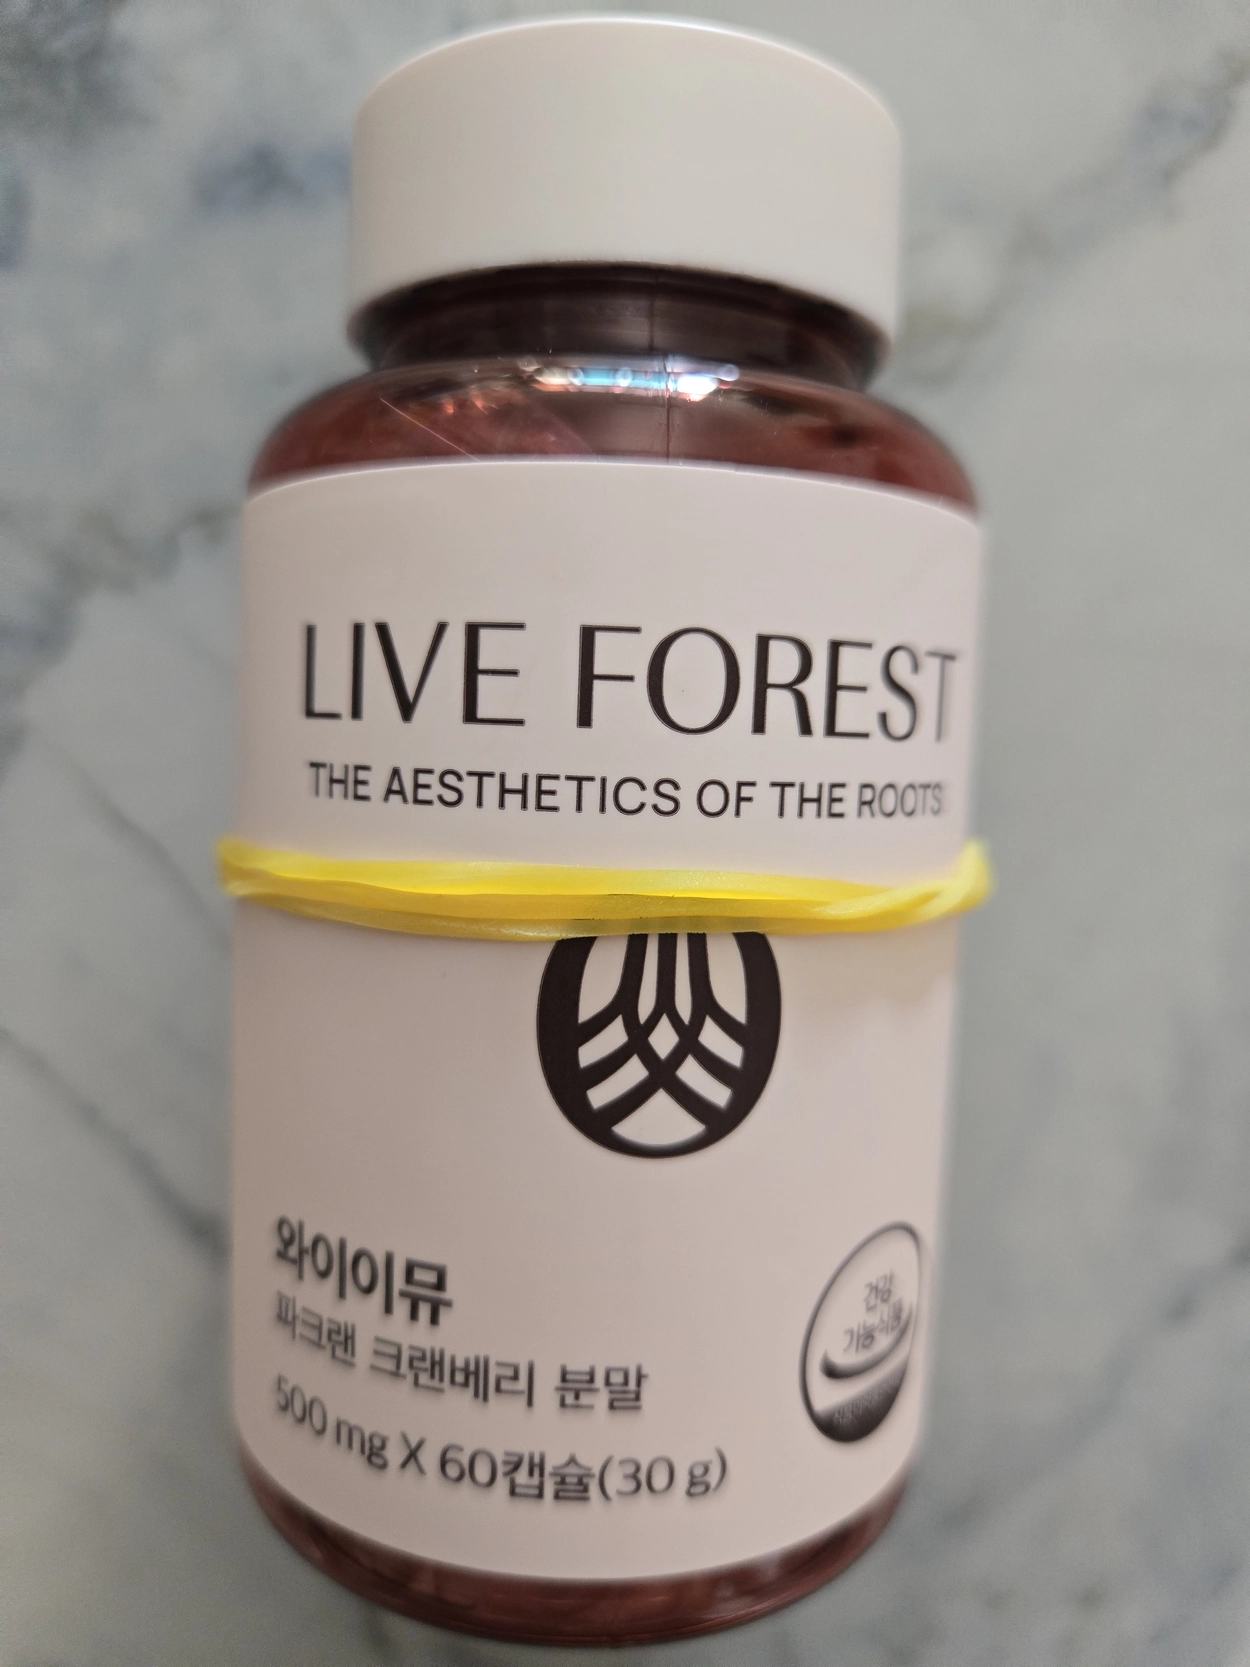 LIVE FOREST
THE AESTHETICS OF THE ROOTS
와이이뮤
파크랜 크랜베리 분말
500 mg X 60캡슐(30 g)
건강
기능식품